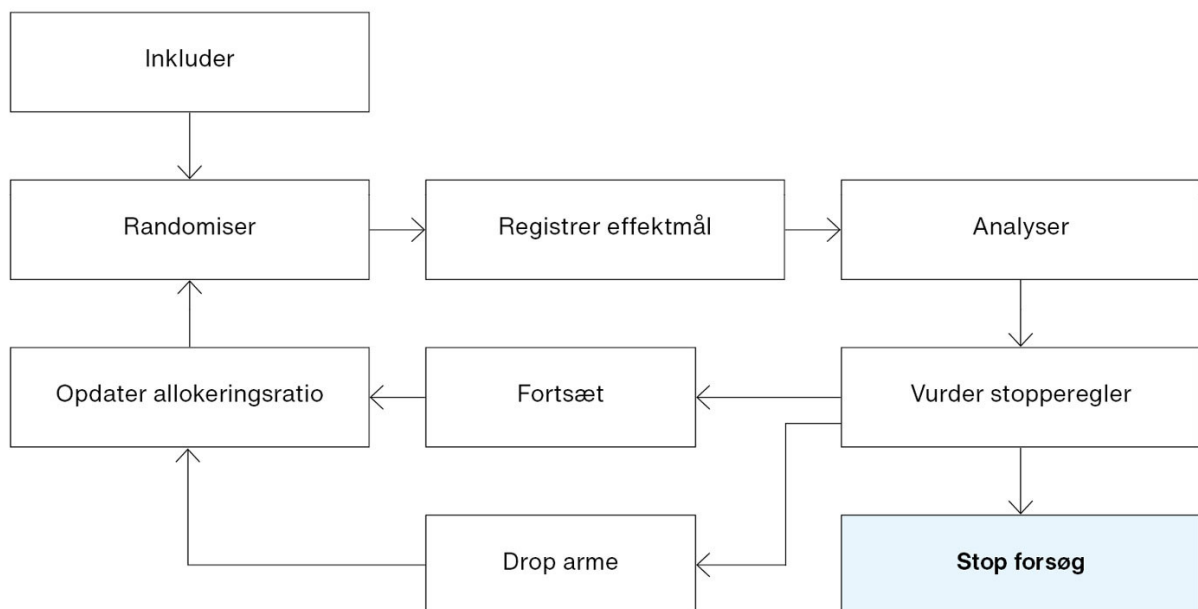 Inkluder
Randomiser
Registrer effektmål
Analyser
Opdater allokeringsratio
Fortsæt
Vurder stopperegler
Drop arme
Stop forsøg